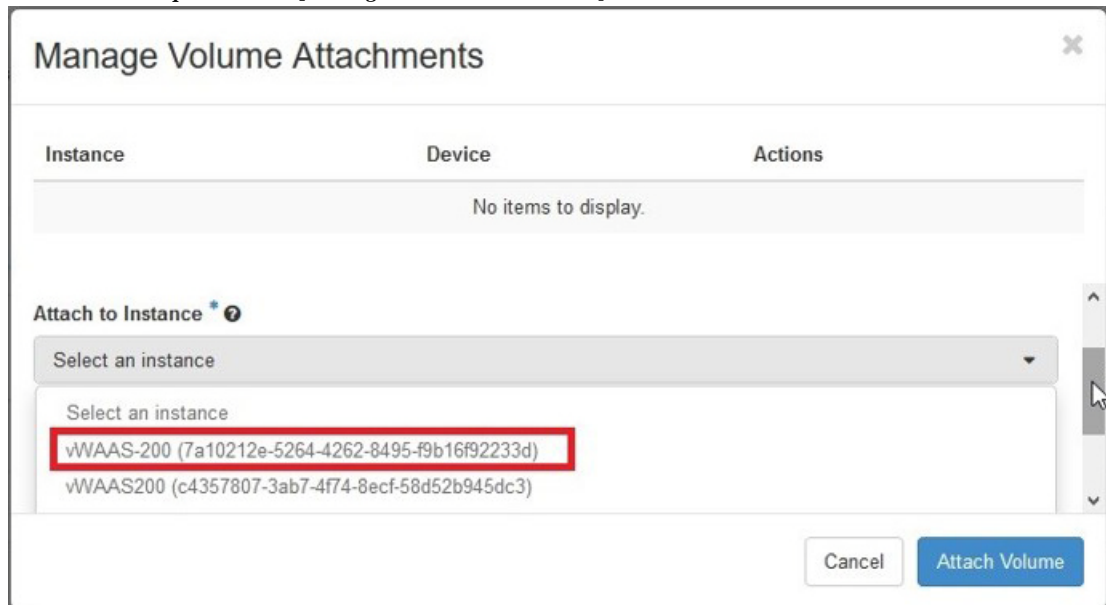 Manage Volume Attachments
Instance Device Actions
No items to display.
Attach to Instance *
Select an instance
Select an instance
vWAAS-200 (7a10212e-5264-4262-8495-f9b16f92233d)
vWAAS200 (c4357807-3ab7-4f74-8ecf-58d52b945dc3)
Cancel Attach Volume